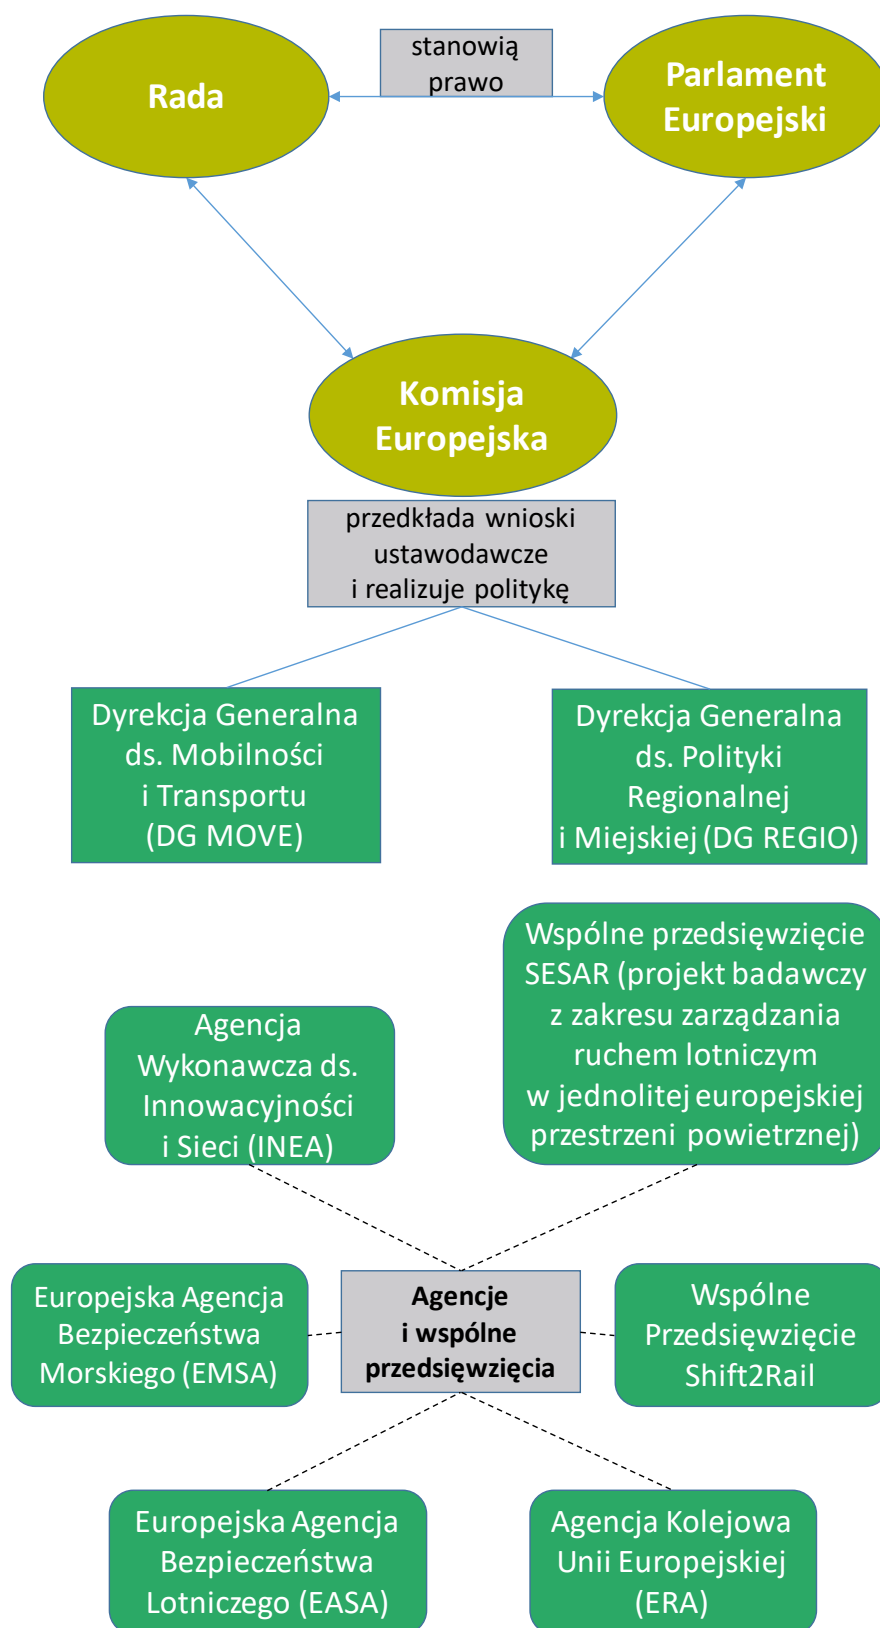 Rada
stanowią
prawo
Parlament
Europejski
Komisja
Europejska
przedkłada wnioski
ustawodawcze
i realizuje politykę
Dyrekcja Generalna
ds. Mobilności
i Transportu
(DG MOVE)
Dyrekcja Generalna
ds. Polityki
Regionalnej
i Miejskiej (DG REGIO)
Agencja
Wykonawcza ds.
Innowacyjności
i Sieci (INEA)
Wspólne przedsięwzięcie
SESAR (projekt badawczy
z zakresu zarządzania
ruchem lotniczym
w jednolitej europejskiej
przestrzeni powietrznej)
Europejska Agencja
Bezpieczeństwa
Morskiego (EMSA)
Agencje
i wspólne
przedsięwzięcia
Wspólne
Przedsięwzięcie
Shift2Rail
Europejska Agencja
Bezpieczeństwa
Lotniczego (EASA)
Agencja Kolejowa
Unii Europejskiej
(ERA)